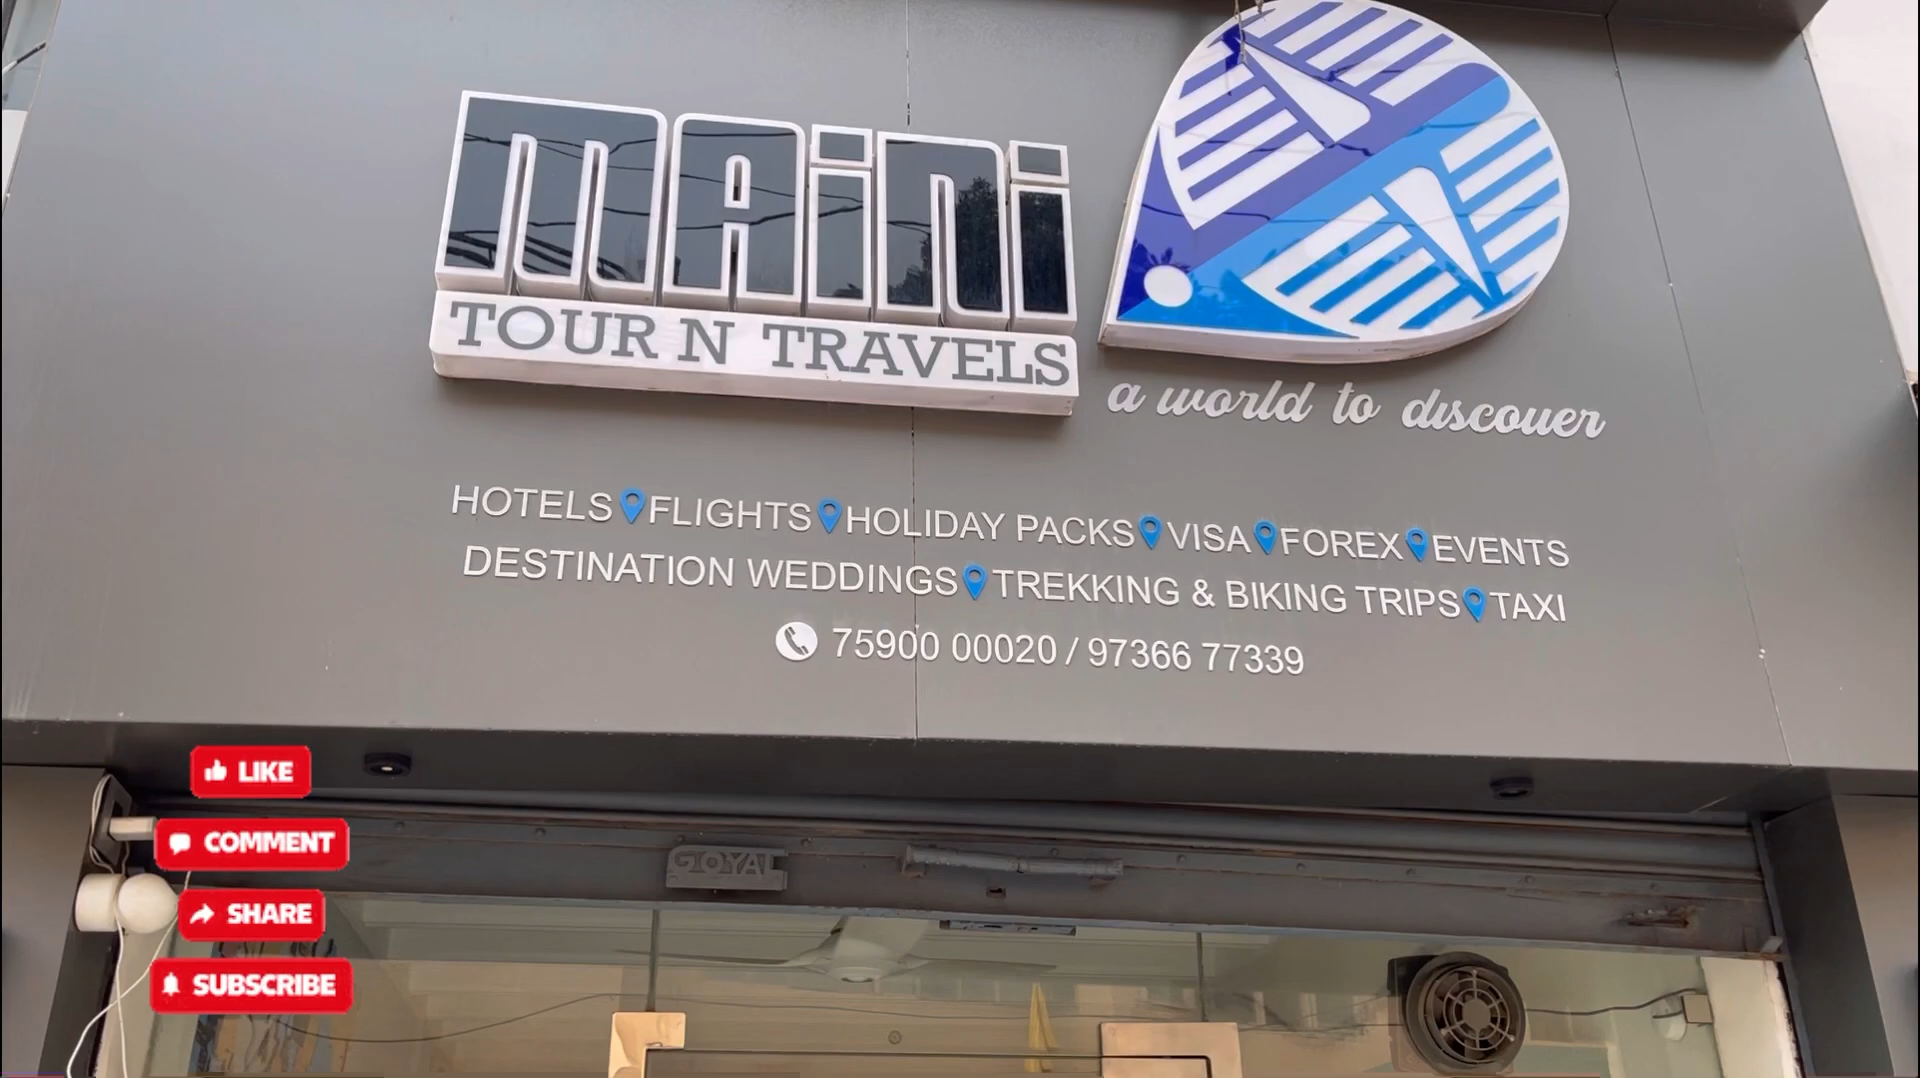 MAiNi
TOUR N TRAVELS
a world to discover
HOTELS FLIGHTS HOLIDAY PACKS VISA FOREX EVENTS
DESTINATION WEDDINGS TREKKING & BIKING TRIPS TAXI
75900 00020 / 97366 77339
LIKE
COMMENT
SHARE
SUBSCRIBE
GOYAL